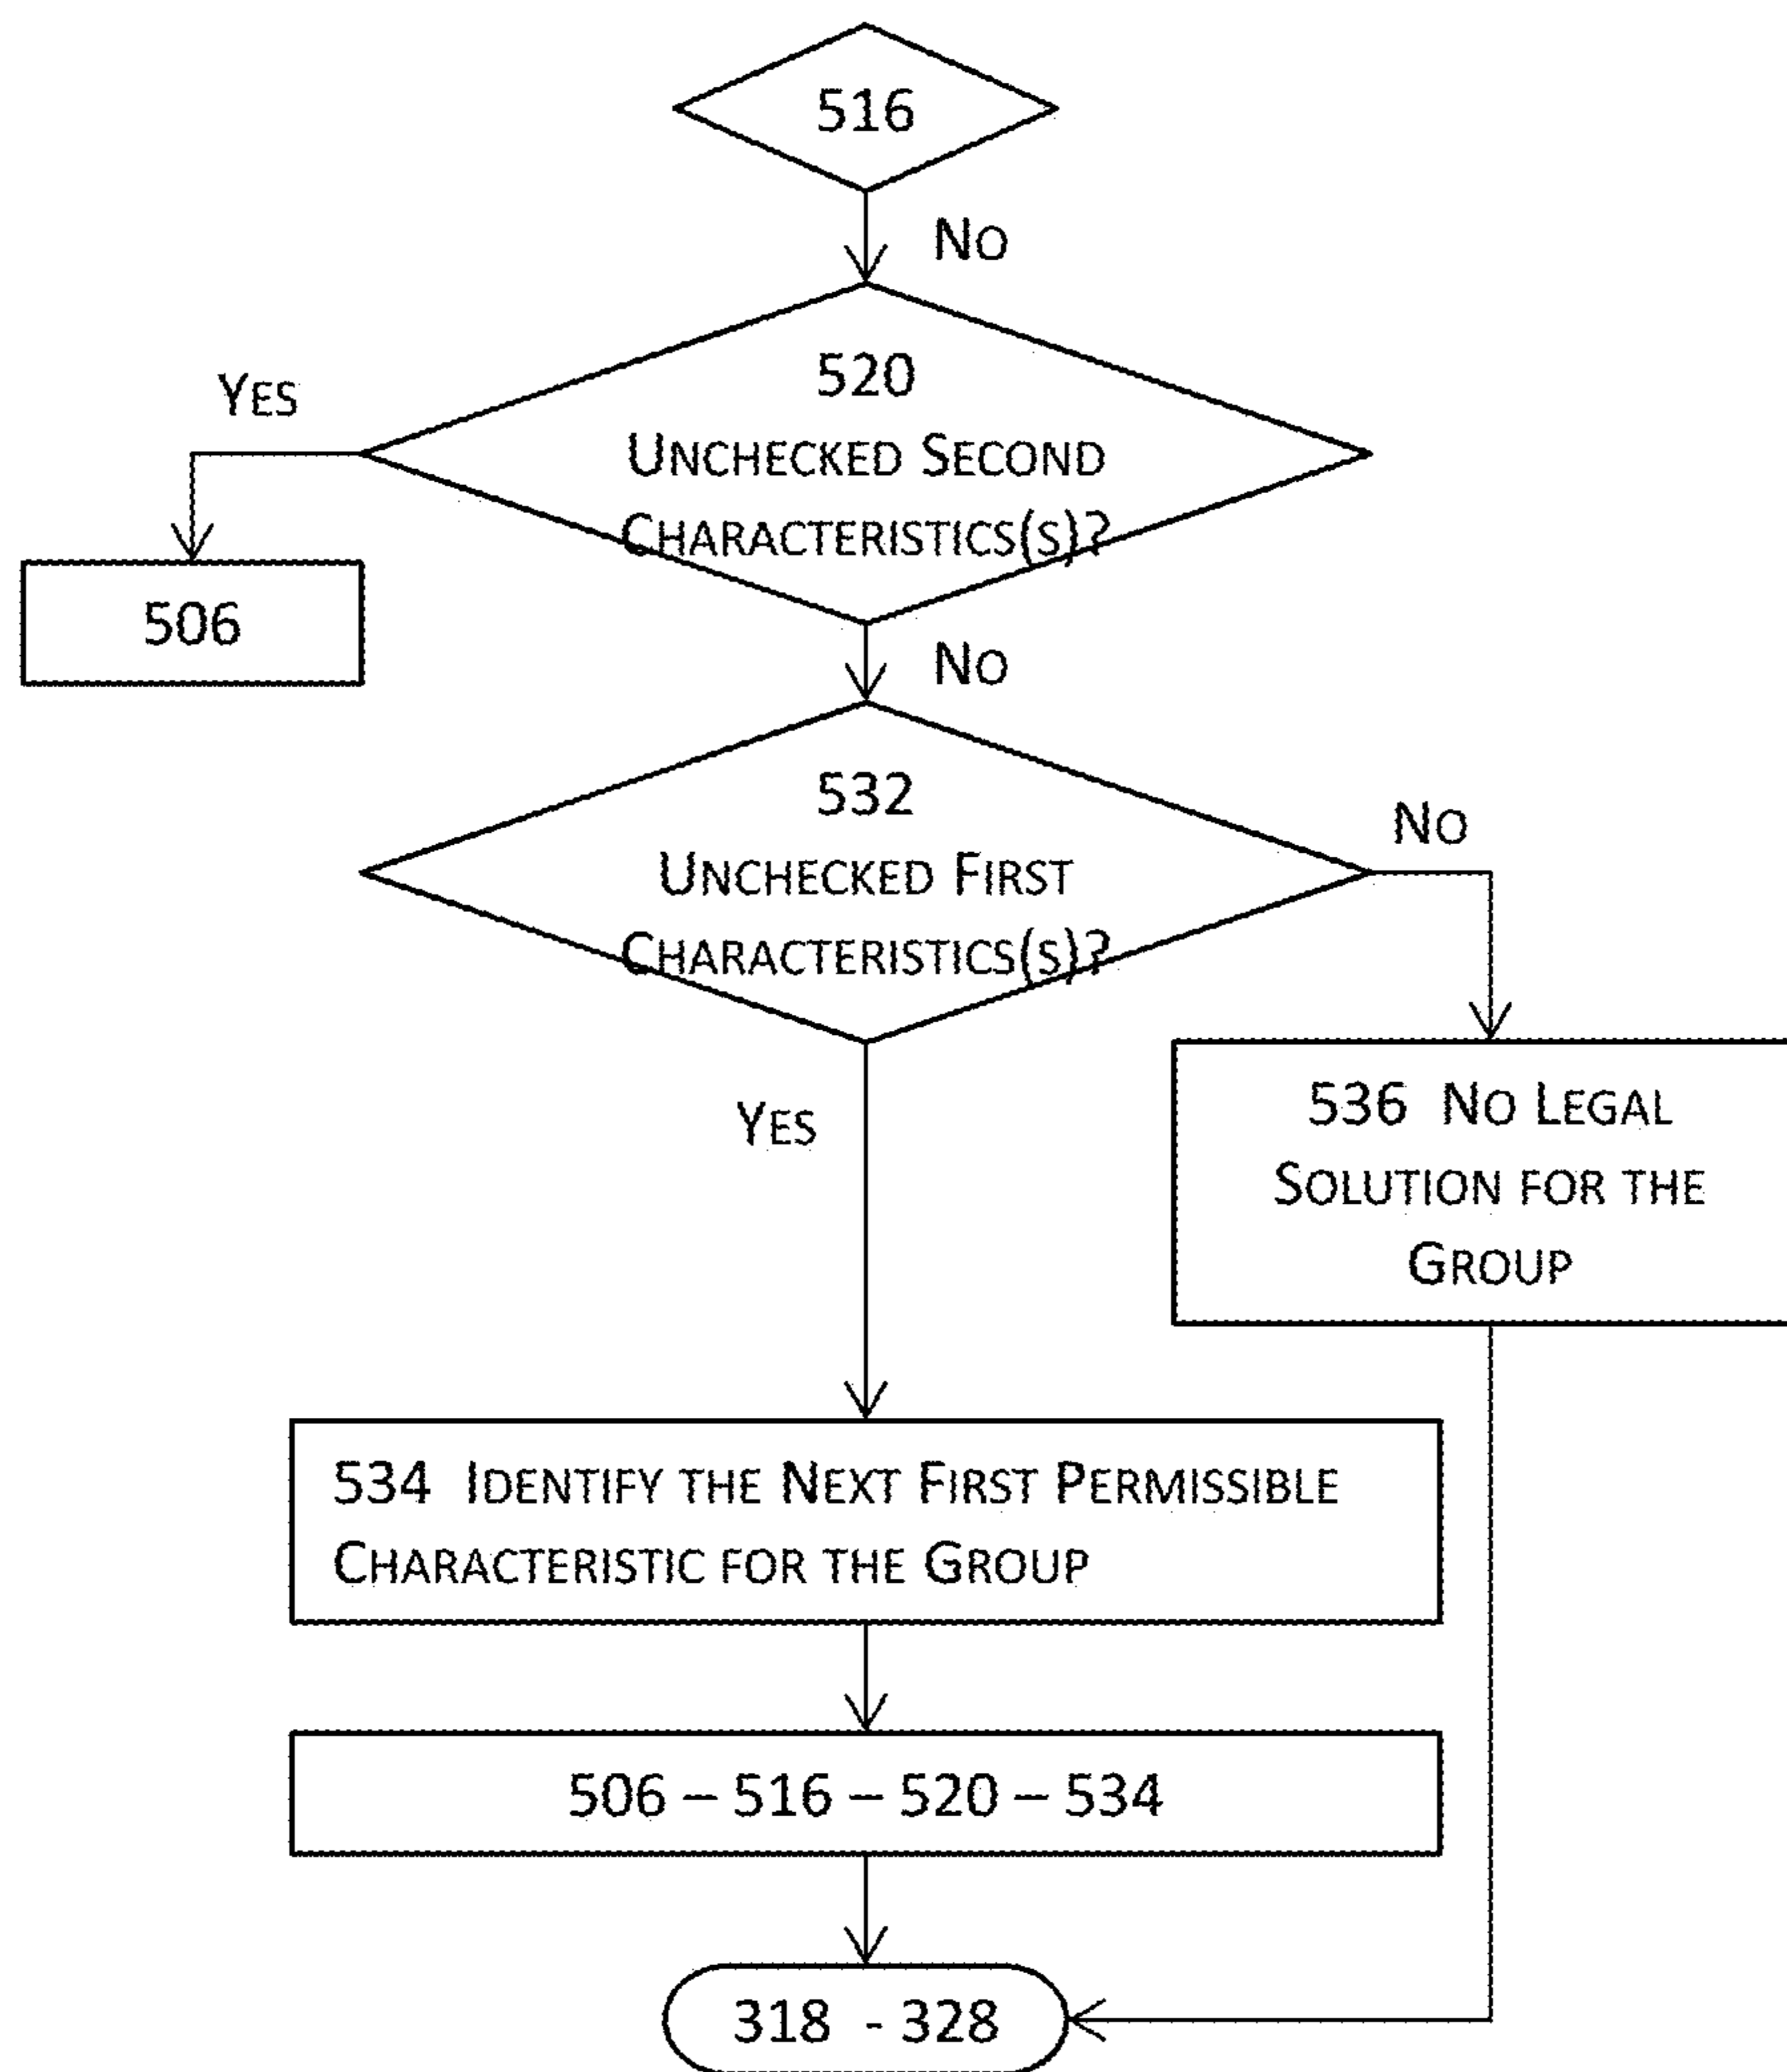 516
No
520
Yes
Unchecked Second
Characteristics(s)?
506
No
532
No
Unchecked First
Characteristics(s)?
536 No Legal
Yes
Solution for the
Group
534 Identify the Next First Permissible
Characteristic for the Group
506 – 516 – 520 – 534
318 - 328